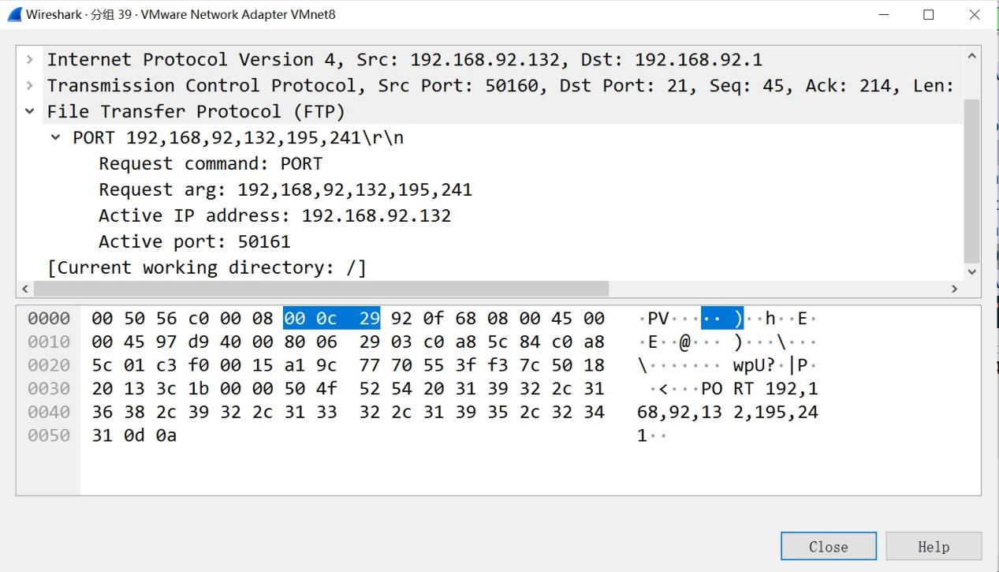 Wireshark · 分组 39 · VMware Network Adapter VMnet8
Internet Protocol Version 4, Src: 192.168.92.132, Dst: 192.168.92.1
Transmission Control Protocol, Src Port: 50160, Dst Port: 21, Seq: 45, Ack: 214, Len:
File Transfer Protocol (FTP)
PORT 192,168,92,132,195,241\r\n
Request command: PORT
Request arg: 192,168,92,132,195,241
Active IP address: 192.168.92.132
Active port: 50161
[Current working directory: /]
0000 00 50 56 c0 00 08 00 0c 29 92 0f 68 08 00 45 00 ·PV·····)··h··E·
0010 00 45 97 d9 40 00 80 06 29 03 c0 a8 5c 84 c0 a8 ·E··@···)···\···
0020 5c 01 c3 f0 00 15 a1 9c 77 70 55 3f f3 7c 50 18 \·······wpU?·|P·
0030 20 13 3c 1b 00 00 50 4f 52 54 20 31 39 32 2c 31 ·<···PO RT 192,1
0040 36 38 2c 39 32 2c 31 33 32 2c 31 39 35 2c 32 34 68,92,13 2,195,24
0050 31 0d 0a 1··
Close Help